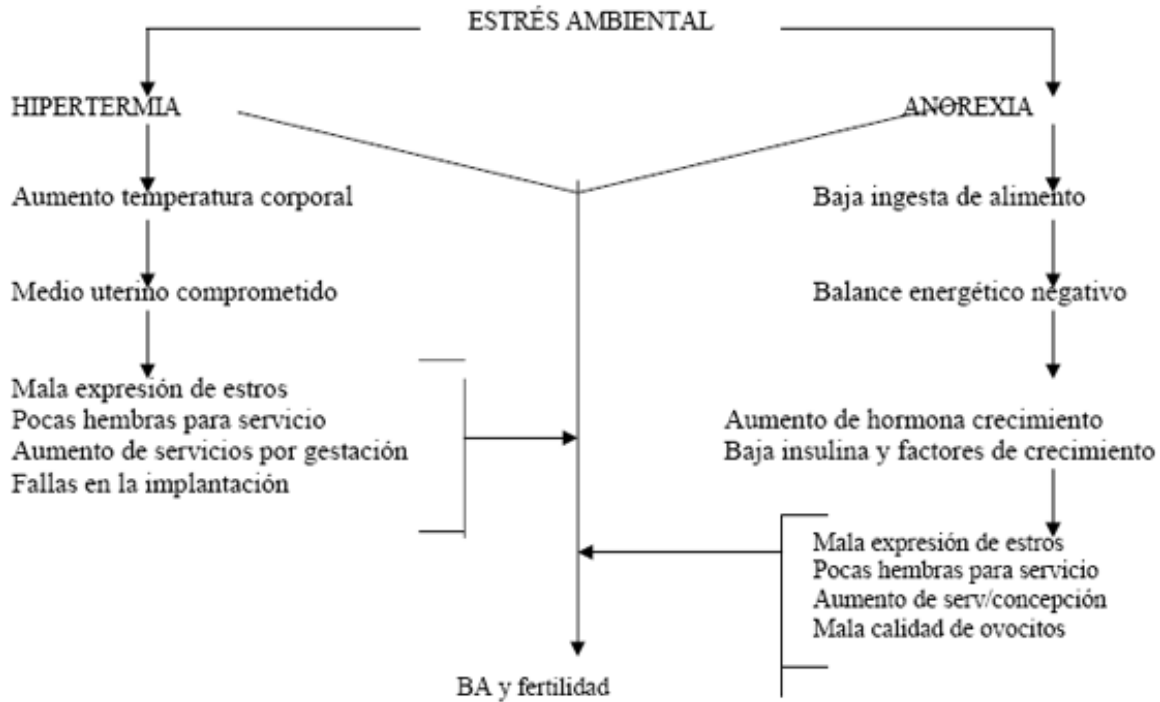 ESTRÉS AMBIENTAL
HIPERTERMIA
ANOREXIA
Aumento temperatura corporal
Baja ingesta de alimento
Medio uterino comprometido
Balance energético negativo
Mala expresión de estros
Pocas hembras para servicio
Aumento de servicios por gestación
Fallas en la implantación
Aumento de hormona crecimiento
Baja insulina y factores de crecimiento
Mala expresión de estros
Pocas hembras para servicio
Aumento de serv/concepción
Mala calidad de ovocitos
BA y fertilidad